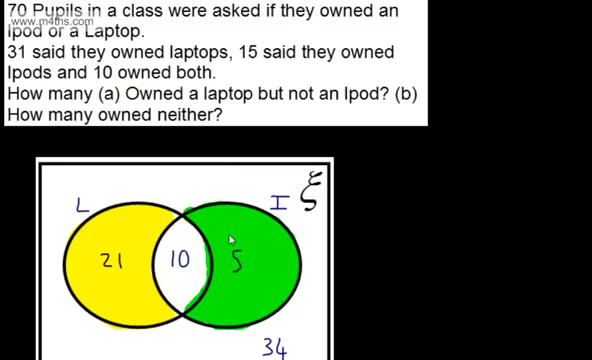 70 Pupils in a class were asked if they owned an
www.m4ths.com
Ipod or a Laptop.
31 said they owned laptops, 15 said they owned
Ipods and 10 owned both.
How many (a) Owned a laptop but not an Ipod? (b)
How many owned neither?
L I ξ
21 10 5
34